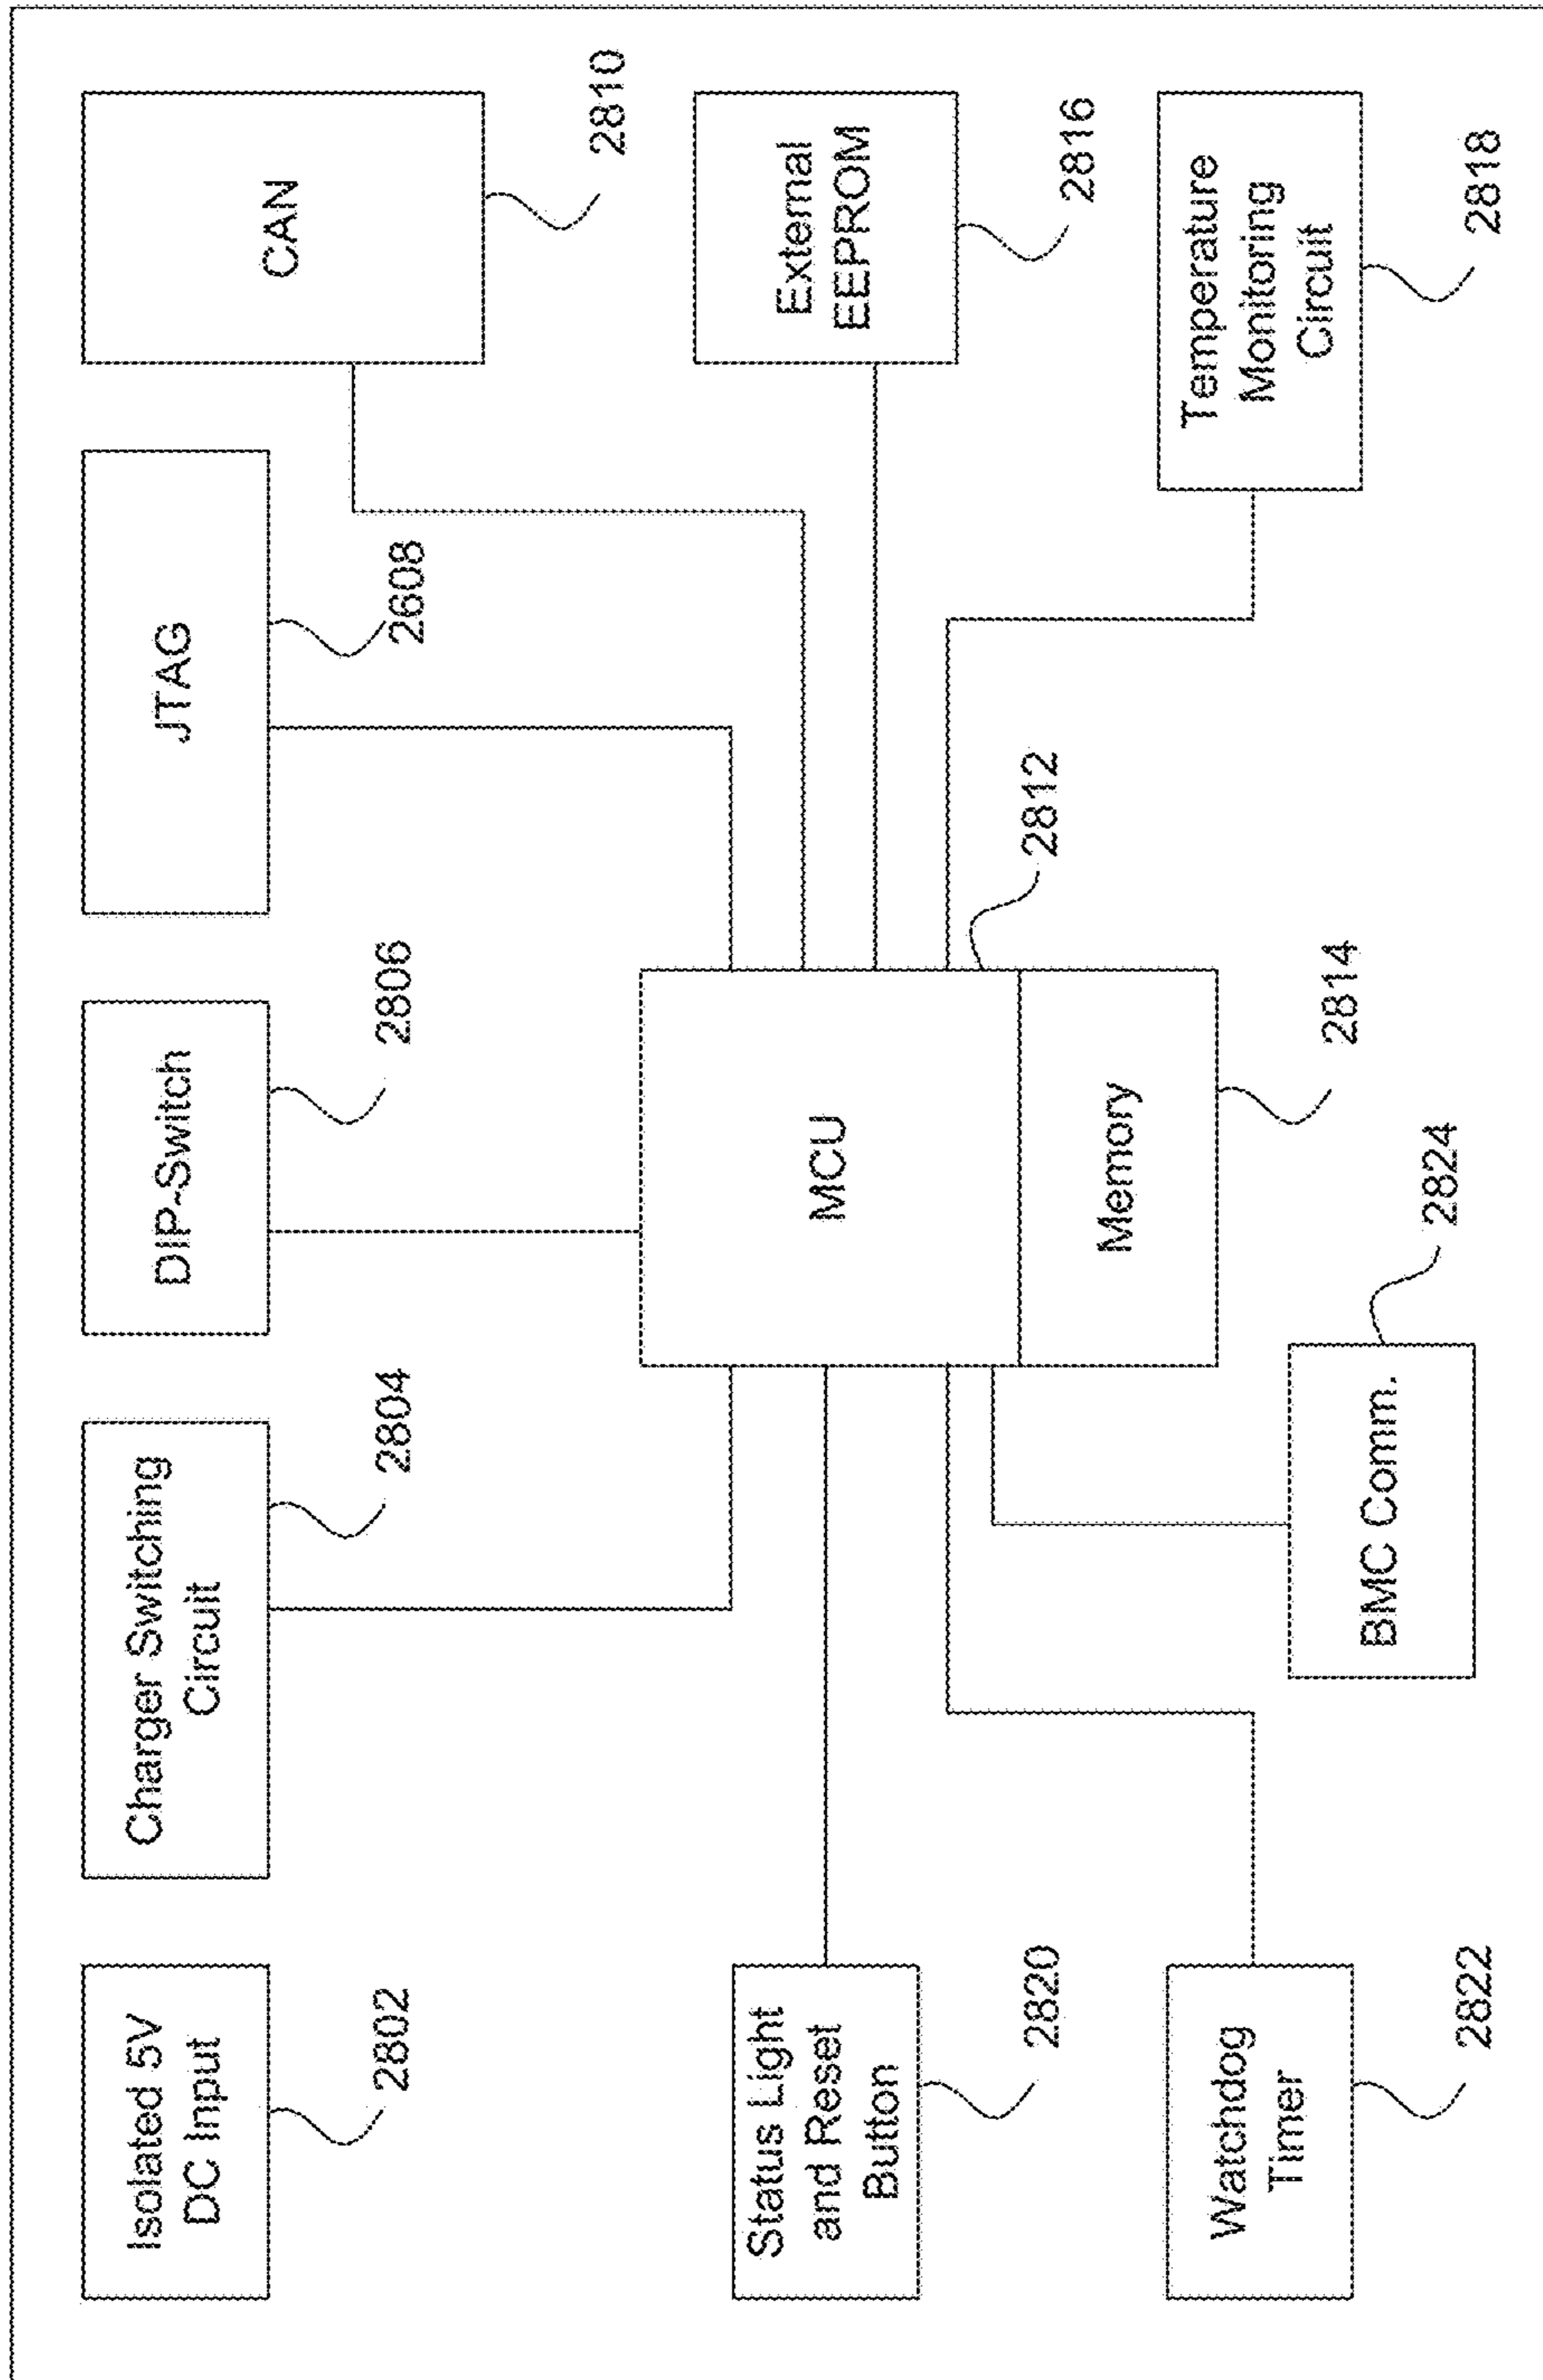 Isolated 5V
DC Input
2802
Charger Switching
Circuit
2804
DIP-Switch
2806
JTAG
2608
CAN
2810
MCU
2812
Memory
2814
External
EEPROM
2816
Temperature
Monitoring
Circuit
2818
Status Light
and Reset
Button
2820
Watchdog
Timer
2822
BMC Comm.
2824